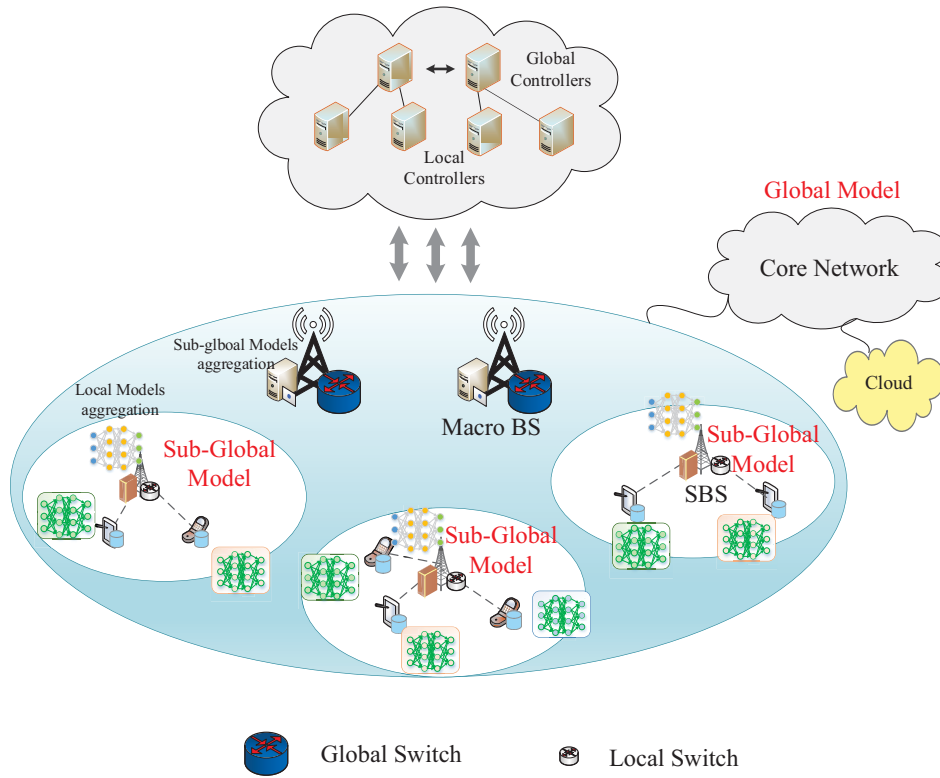 Global
Controllers
Local
Controllers
Global Model
Core Network
Cloud
Sub-glboal Models
aggregation
Macro BS
Local Models
aggregation
Sub-Global
Model
Sub-Global
Model
SBS
Sub-Global
Model
Global Switch
Local Switch